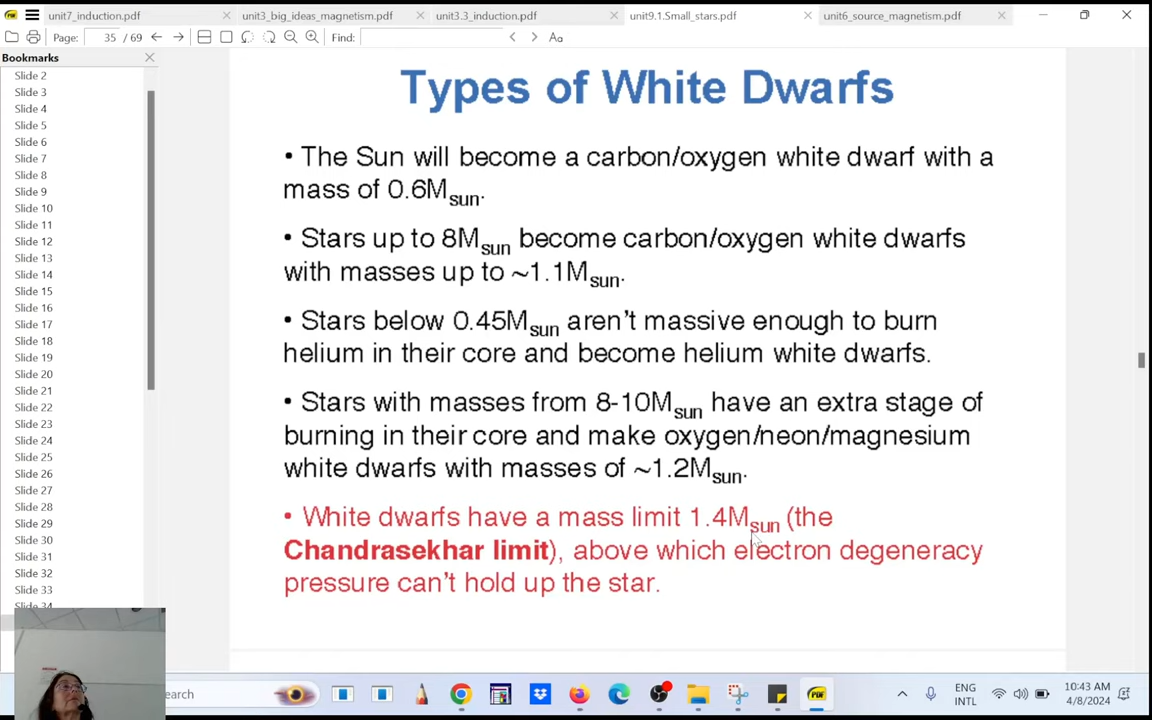 unit7_induction.pdf
unit3_big_ideas_magnetism.pdf
unit3.3_induction.pdf
unit9.1.Small_stars.pdf
unit6_source_magnetism.pdf
Page: 35 / 69
Find:
Aa
Bookmarks
Slide 2
Slide 3
Slide 4
Slide 5
Slide 6
Slide 7
Slide 8
Slide 9
Slide 10
Slide 11
Slide 12
Slide 13
Slide 14
Slide 15
Slide 16
Slide 17
Slide 18
Slide 19
Slide 20
Slide 21
Slide 22
Slide 23
Slide 24
Slide 25
Slide 26
Slide 27
Slide 28
Slide 29
Slide 30
Slide 31
Slide 32
Slide 33
Slide 34
Types of White Dwarfs
• The Sun will become a carbon/oxygen white dwarf with a
mass of 0.6Msun.
• Stars up to 8Msun become carbon/oxygen white dwarfs
with masses up to ~1.1Msun.
• Stars below 0.45Msun aren't massive enough to burn
helium in their core and become helium white dwarfs.
• Stars with masses from 8-10Msun have an extra stage of
burning in their core and make oxygen/neon/magnesium
white dwarfs with masses of ~1.2Msun.
• White dwarfs have a mass limit 1.4Msun (the
Chandrasekhar limit), above which electron degeneracy
pressure can't hold up the star.
earch
ENG
INTL
10:43 AM
4/8/2024